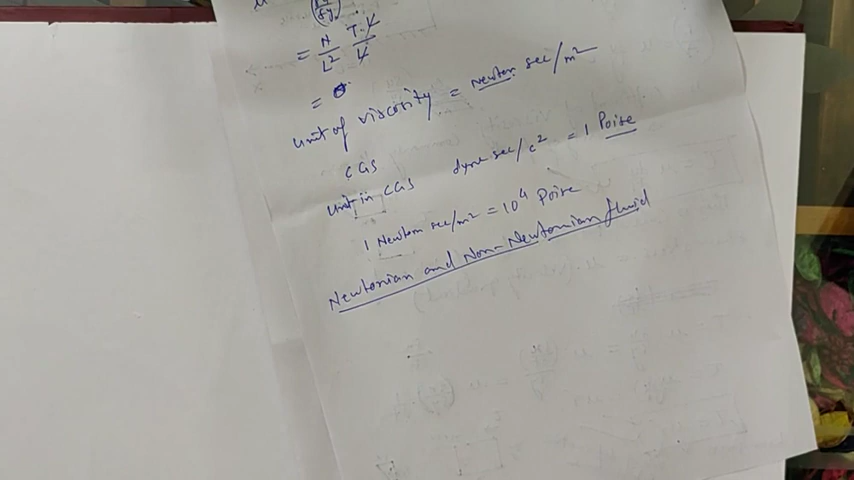 = N/L² T.L/L
=
unit of viscosity = newton sec/m²
CGS
unit in CGS dyne sec/c² = 1 Poise
1 Newton sec/m² = 10⁴ Poise
Newtonian and Non-Newtonian fluid